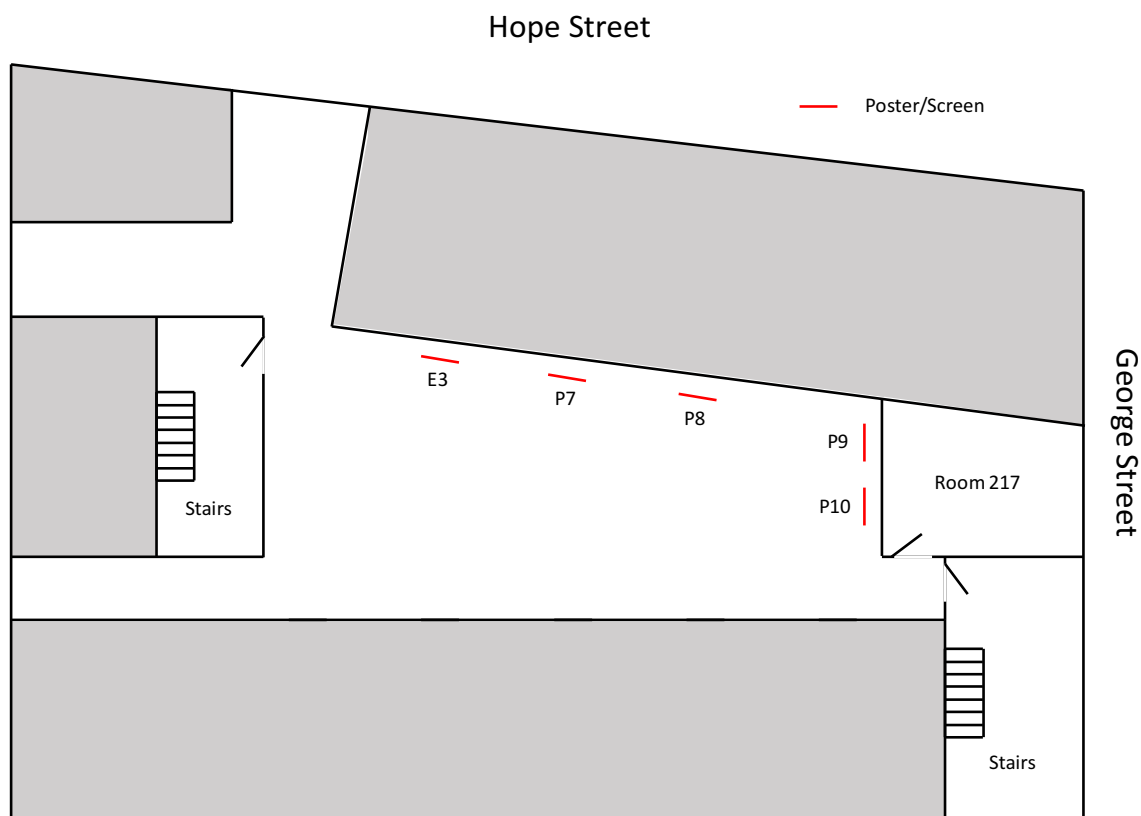 Hope Street
Poster/Screen
George Street
E3
P7
P8
P9
Room 217
P10
Stairs
Stairs